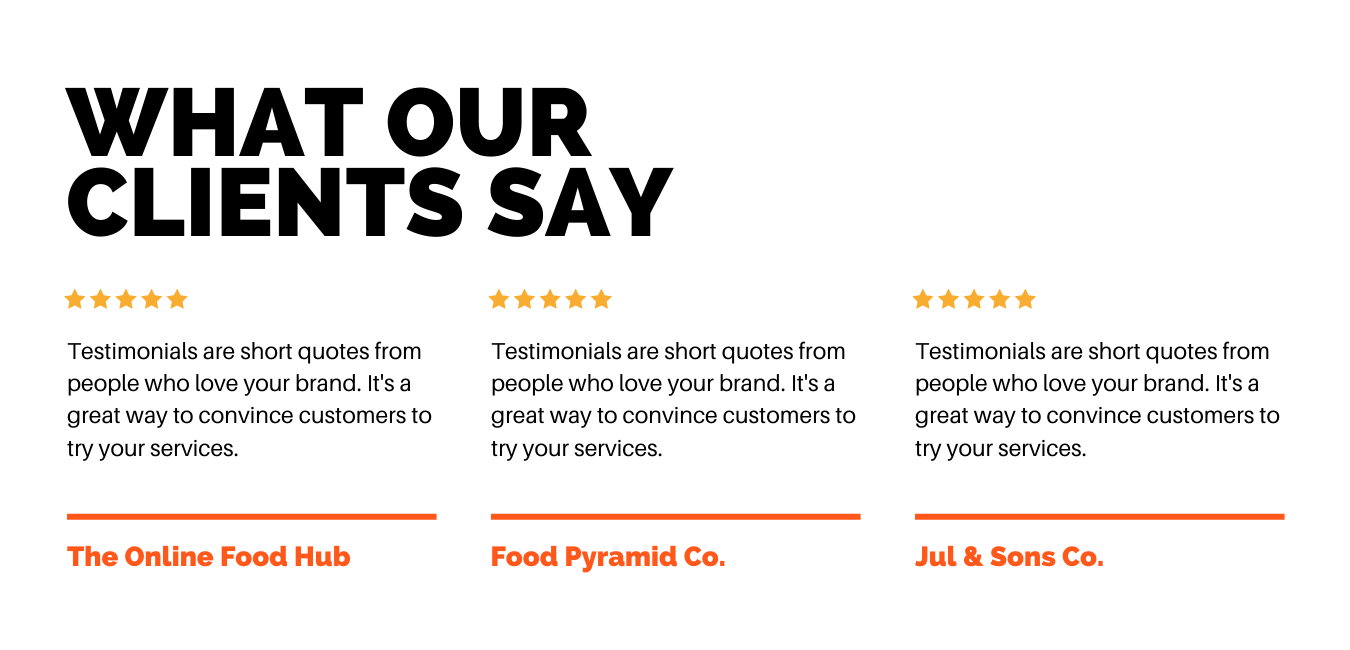 WHAT OUR
CLIENTS SAY
Testimonials are short quotes from
people who love your brand. It's a
great way to convince customers to
try your services.
The Online Food Hub
Testimonials are short quotes from
people who love your brand. It's a
great way to convince customers to
try your services.
Food Pyramid Co.
Testimonials are short quotes from
people who love your brand. It's a
great way to convince customers to
try your services.
Jul & Sons Co.